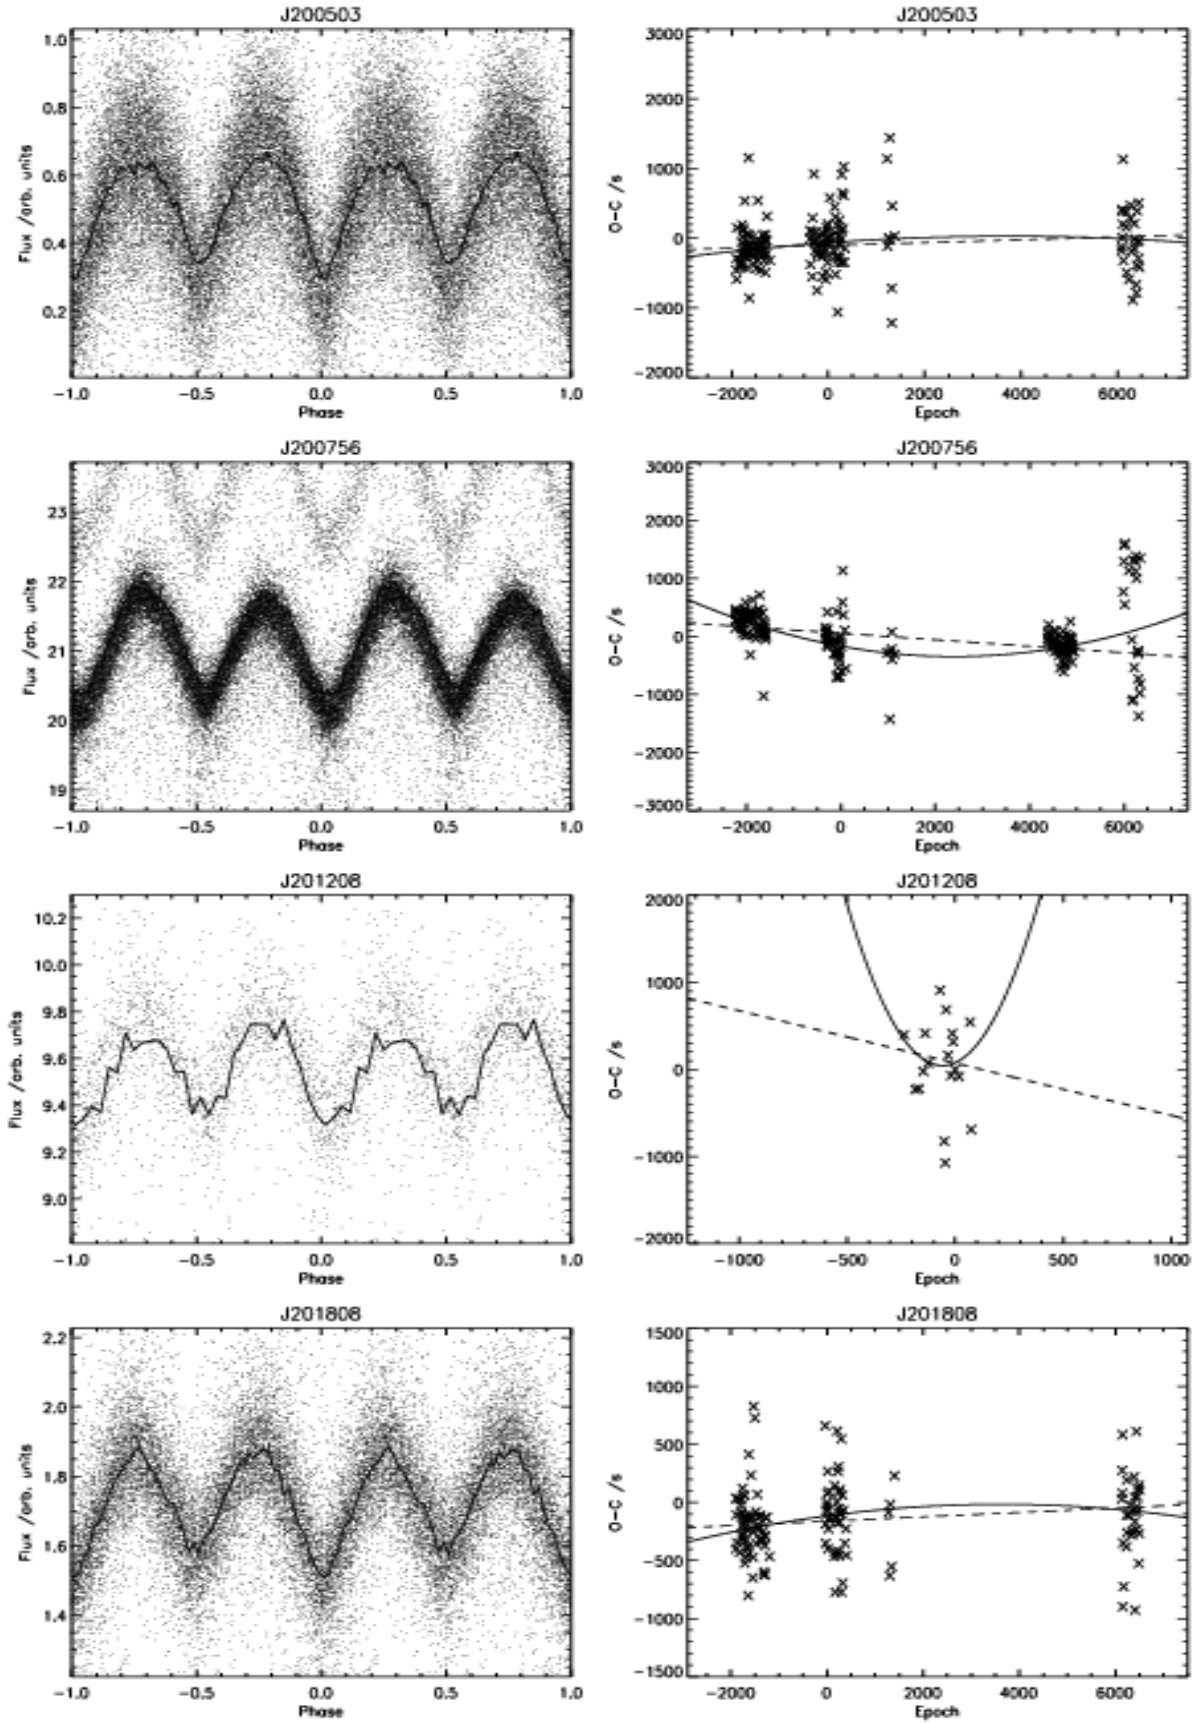 J200503
J200503
1.0
0.8
0.6
0.4
0.2
Flux /arb. units
-1.0 -0.5 0.0 0.5 1.0
Phase
3000
2000
1000
0
-1000
-2000
O-C /s
-2000 0 2000 4000 6000
Epoch
J200756
J200756
23
22
21
20
19
Flux /arb. units
-1.0 -0.5 0.0 0.5 1.0
Phase
3000
2000
1000
0
-1000
-2000
-3000
O-C /s
-2000 0 2000 4000 6000
Epoch
J201208
J201208
10.2
10.0
9.8
9.6
9.4
9.2
9.0
Flux /arb. units
-1.0 -0.5 0.0 0.5 1.0
Phase
2000
1000
0
-1000
-2000
O-C /s
-1000 -500 0 500 1000
Epoch
J201808
J201808
2.2
2.0
1.8
1.6
1.4
Flux /arb. units
-1.0 -0.5 0.0 0.5 1.0
Phase
1500
1000
500
0
-500
-1000
-1500
O-C /s
-2000 0 2000 4000 6000
Epoch